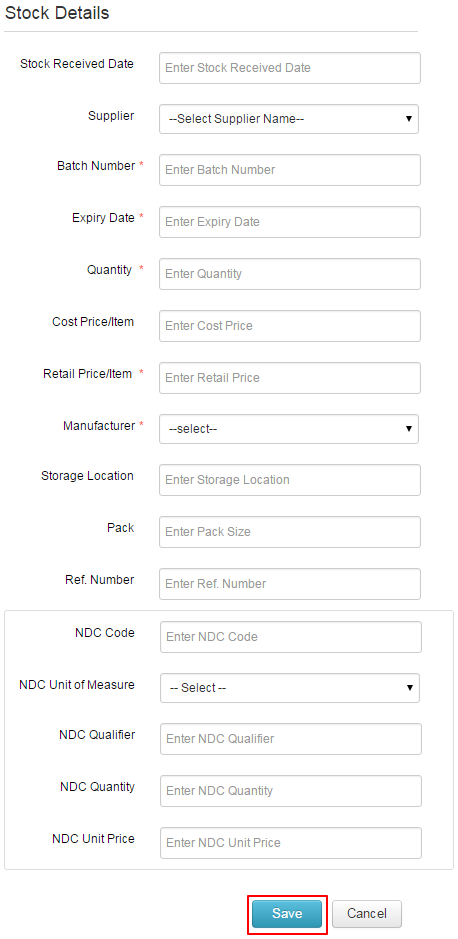 Stock Details
Stock Received Date Enter Stock Received Date
Supplier --Select Supplier Name--
Batch Number * Enter Batch Number
Expiry Date * Enter Expiry Date
Quantity * Enter Quantity
Cost Price/Item Enter Cost Price
Retail Price/Item * Enter Retail Price
Manufacturer * --select--
Storage Location Enter Storage Location
Pack Enter Pack Size
Ref. Number Enter Ref. Number
NDC Code Enter NDC Code
NDC Unit of Measure -- Select --
NDC Qualifier Enter NDC Qualifier
NDC Quantity Enter NDC Quantity
NDC Unit Price Enter NDC Unit Price
Save Cancel